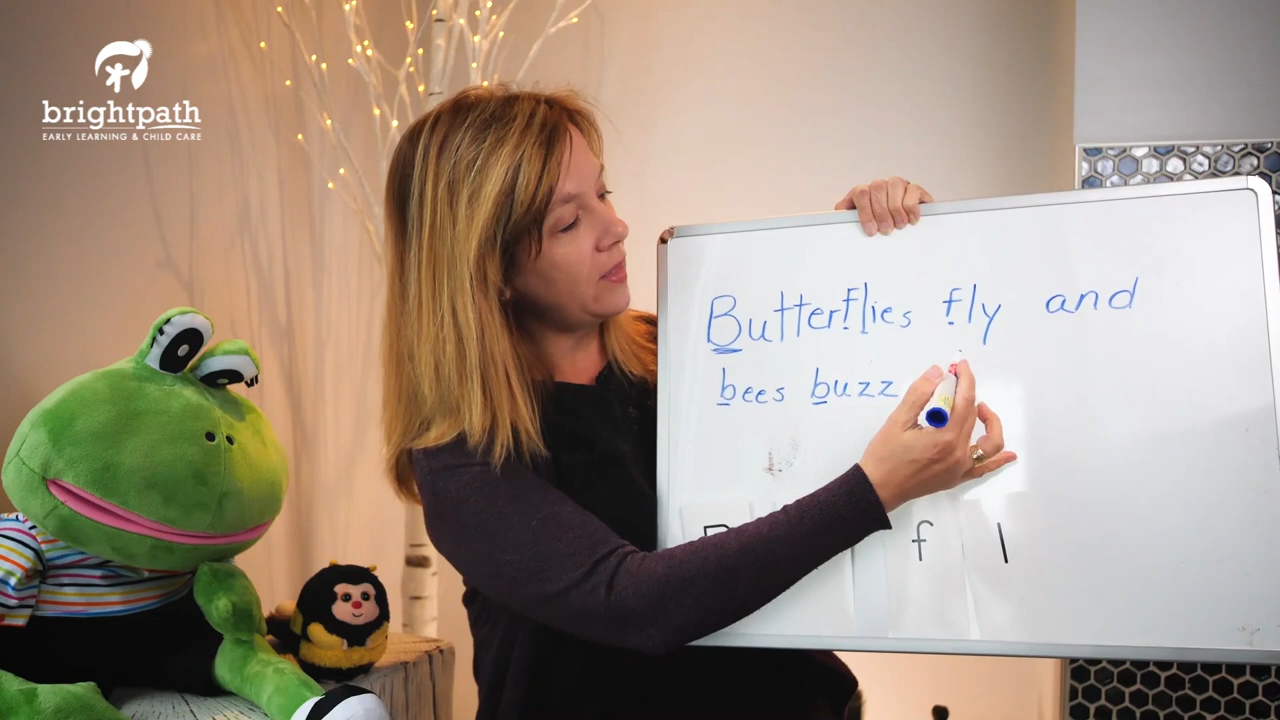 brightpath
EARLY LEARNING & CHILD CARE
Butterflies fly and
bees buzz
f l